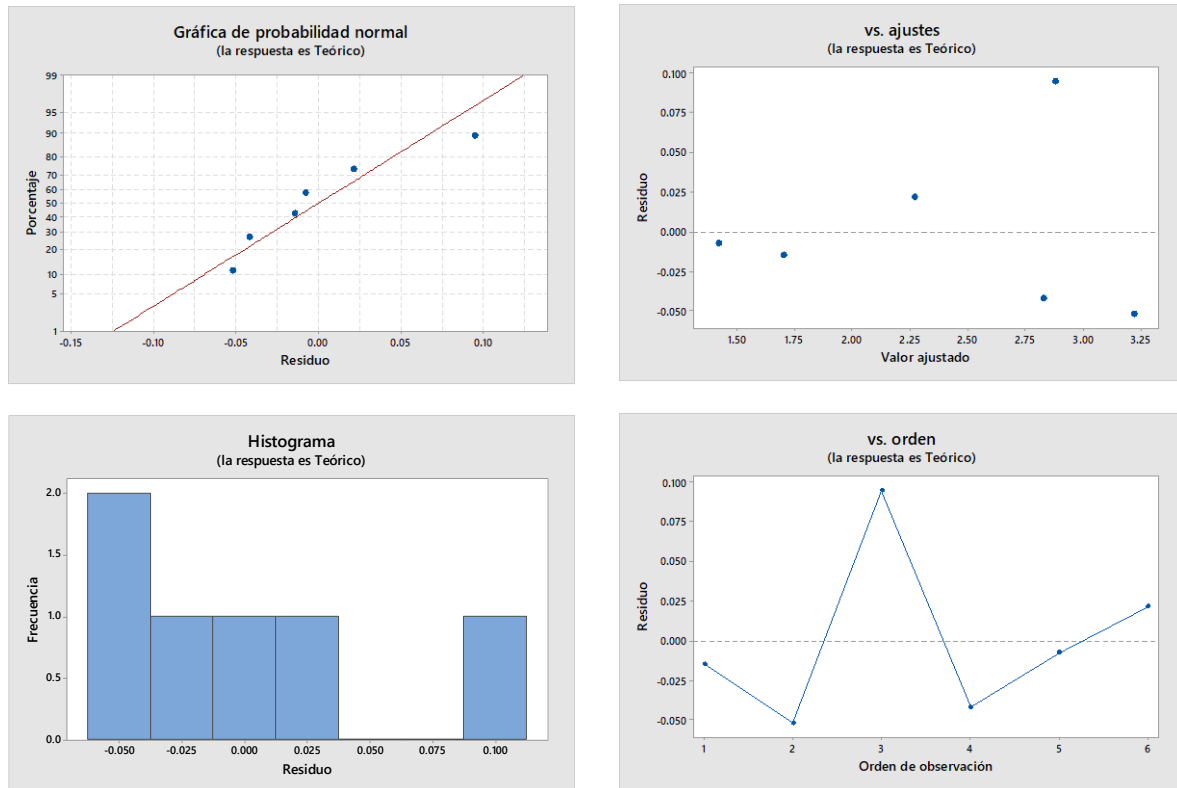 Gráfica de probabilidad normal
(la respuesta es Teórico)
Porcentaje
99
95
90
80
70
60
50
40
30
20
10
5
1
-0.15 -0.10 -0.05 0.00 0.05 0.10
Residuo
vs. ajustes
(la respuesta es Teórico)
Residuo
0.100
0.075
0.050
0.025
0.000
-0.025
-0.050
1.50 1.75 2.00 2.25 2.50 2.75 3.00 3.25
Valor ajustado
Histograma
(la respuesta es Teórico)
Frecuencia
2.0
1.5
1.0
0.5
0.0
-0.050 -0.025 0.000 0.025 0.050 0.075 0.100
Residuo
vs. orden
(la respuesta es Teórico)
Residuo
0.100
0.075
0.050
0.025
0.000
-0.025
-0.050
1 2 3 4 5 6
Orden de observación